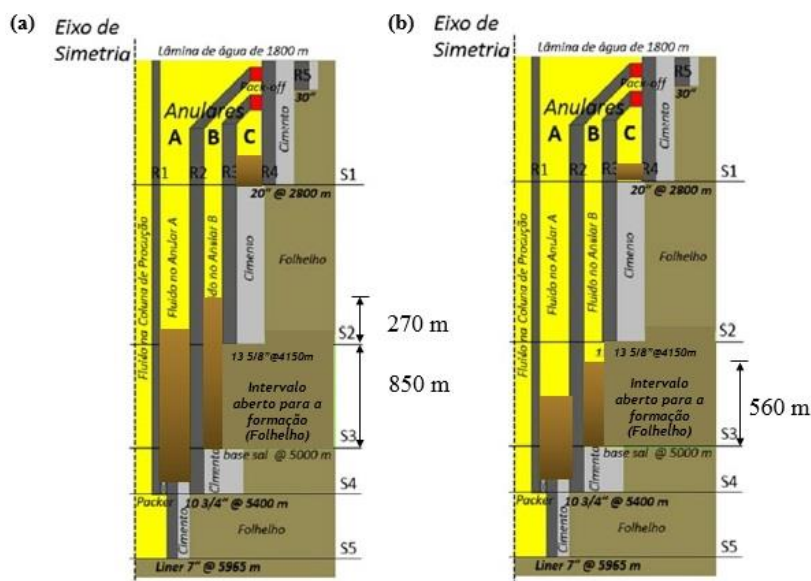 (a)
Eixo de
Simetria
Lâmina de água de 1800 m
R5
Pack-off
30"
Anulares
A
B
C
Cimento
R1
R2
R3
R4
S1
20" @ 2800 m
Fluido na Coluna de Produção
Fluido no Anular A
do no Anular B
Cimento
Folhelho
S2
13 5/8"@4150m
Intervalo
aberto para a
formação
(Folhelho)
S3
base sal @ 5000 m
Cimento
S4
Packer
10 3/4" @ 5400 m
Cimento
Folhelho
S5
Liner 7" @ 5965 m
270 m
850 m
(b)
Eixo de
Simetria
Lâmina de água de 1800 m
R5
Pack-off
30"
Anulares
A
B
C
Cimento
R1
R2
R3
R4
S1
20" @ 2800 m
Fluido na Coluna de Produção
Fluido no Anular A
Fluido no Anular B
Cimento
Folhelho
S2
1
13 5/8"@4150m
Intervalo
aberto para a
formação
(Folhelho)
S3
base sal @ 5000 m
Cimento
S4
Packer
10 3/4" @ 5400 m
Cimento
Folhelho
S5
Liner 7" @ 5965 m
560 m